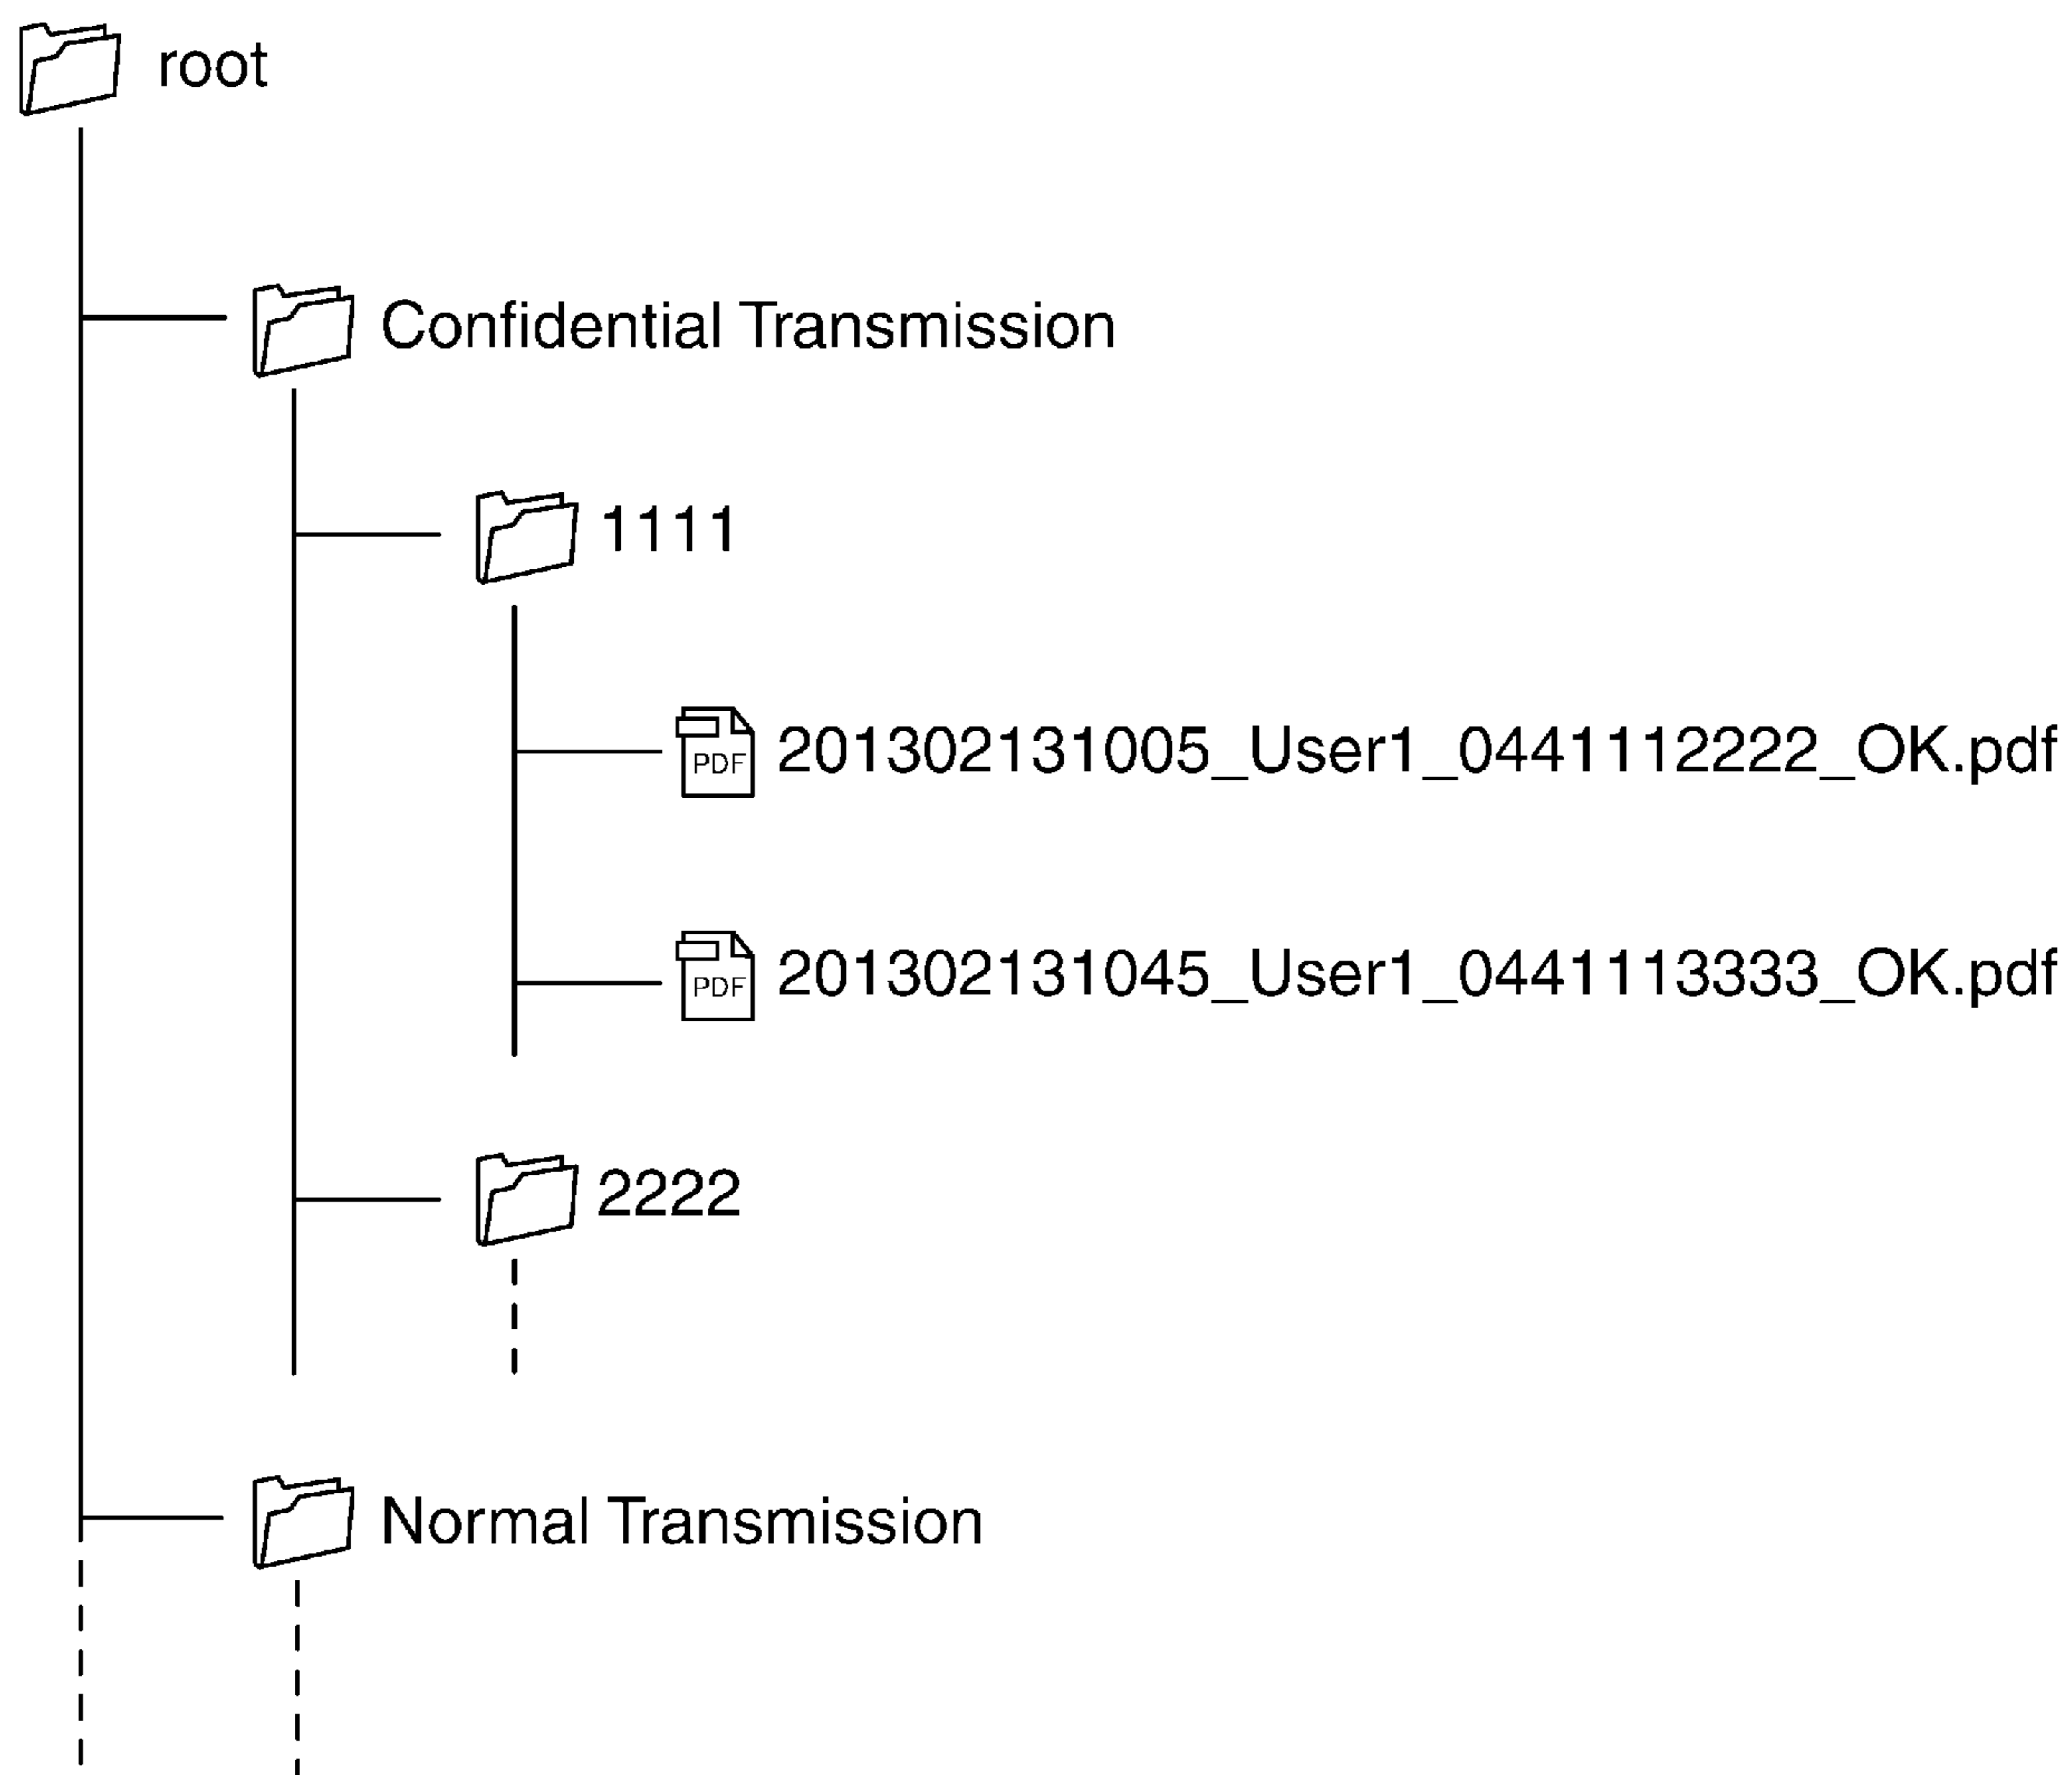 root
Confidential Transmission
1111
PDF 201302131005_User1_0441112222_OK.pdf
PDF 201302131045_User1_0441113333_OK.pdf
2222
Normal Transmission